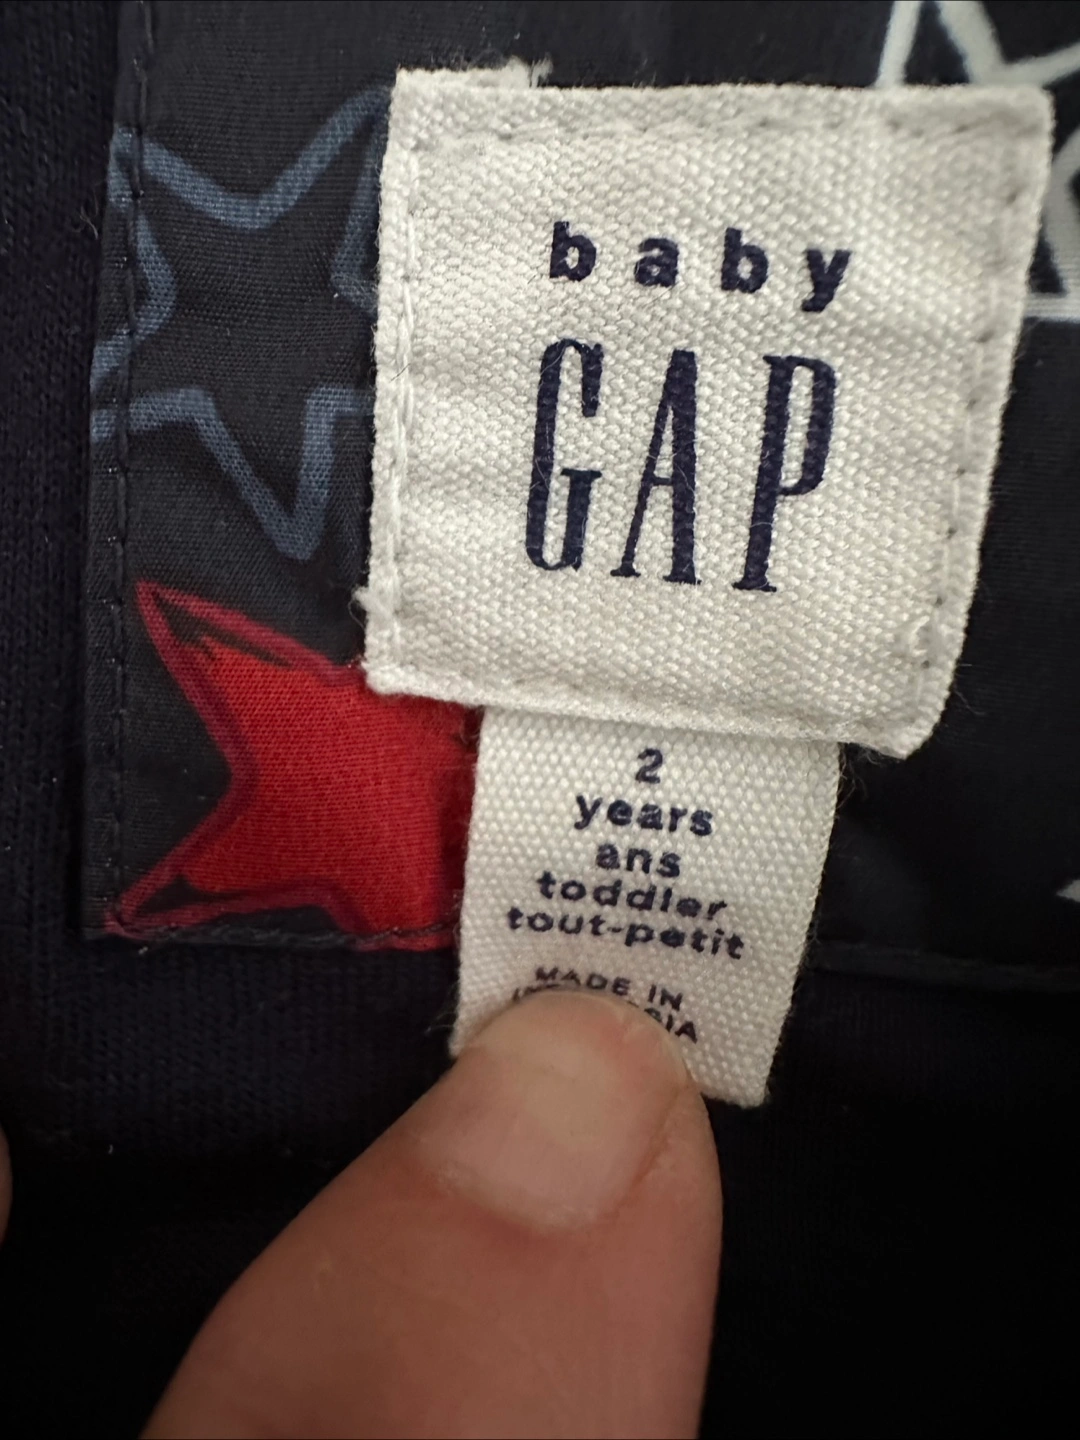 baby
GAP
2
years
ans
toddler
tout-petit
MADE IN